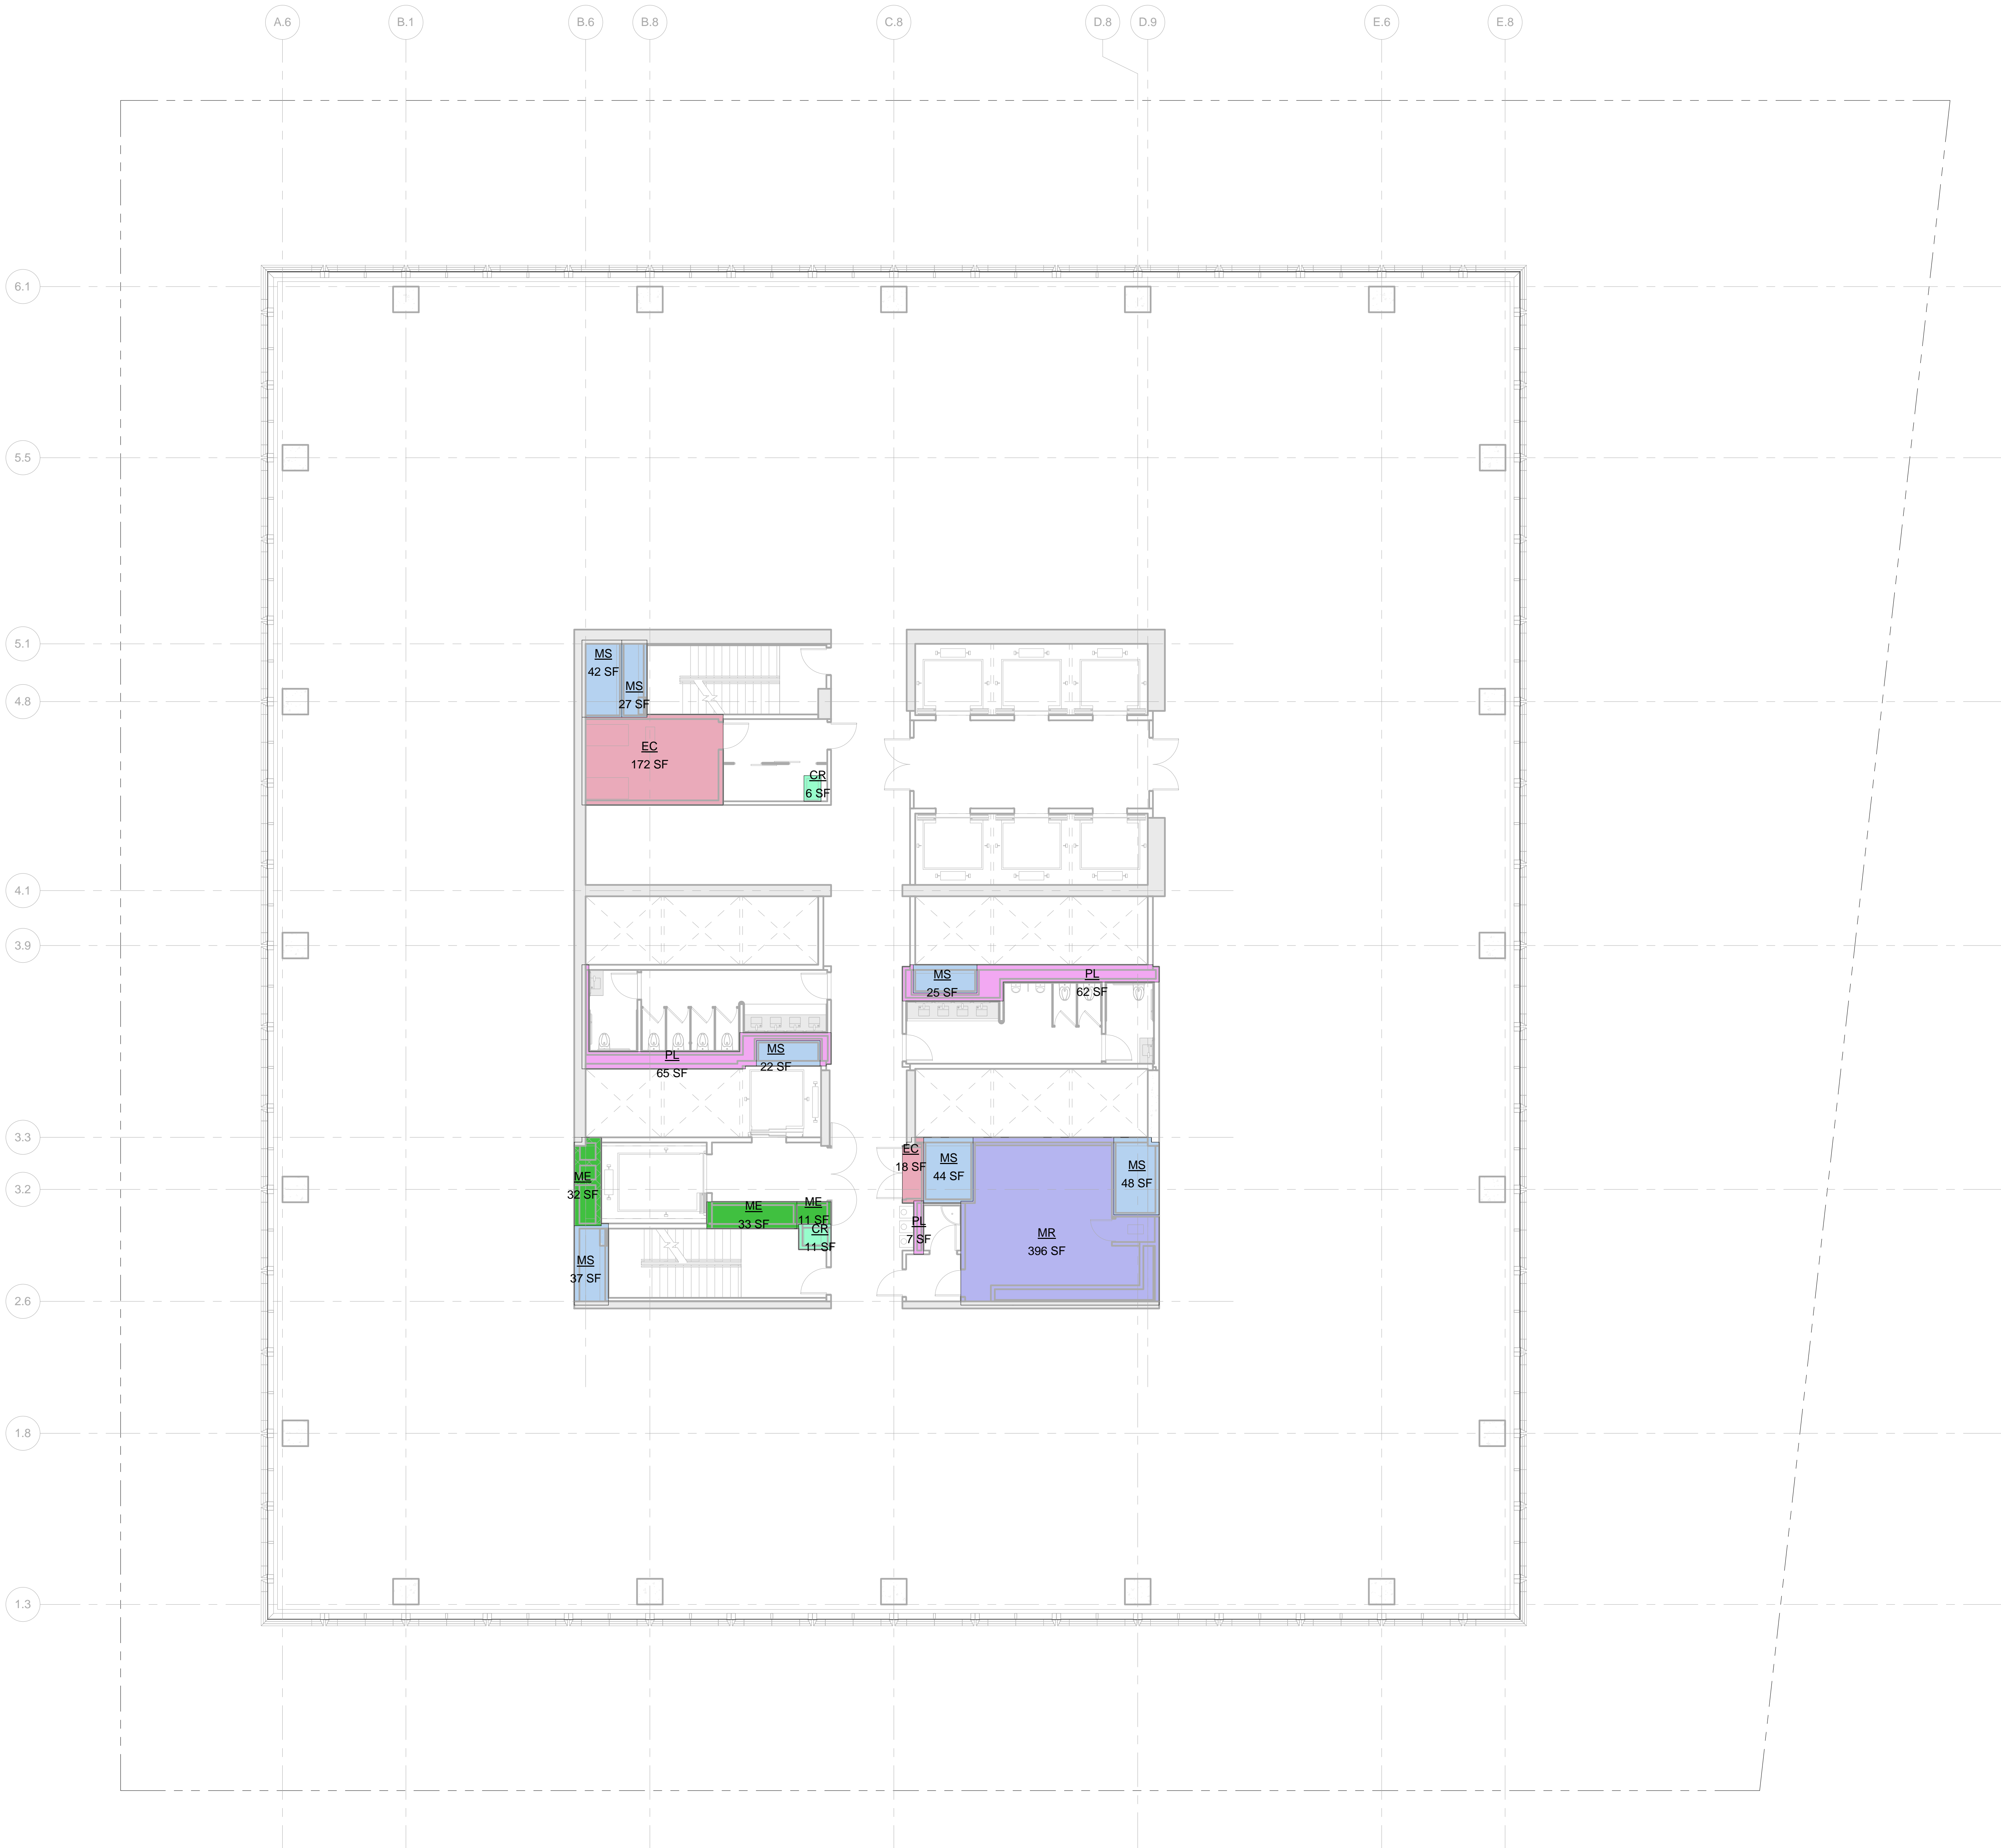 A.6
B.1
B.6
B.8
C.8
D.8
D.9
E.6
E.8
6.1
5.5
5.1
MS
42 SF
MS
27 SF
4.8
EC
172 SF
CR
6 SF
4.1
3.9
MS
25 SF
PL
62 SF
MS
22 SF
PL
65 SF
3.3
EC
18 SF
MS
44 SF
MS
48 SF
ME
32 SF
3.2
ME
33 SF
ME
11 SF
CR
11 SF
PL
7 SF
MR
396 SF
MS
37 SF
2.6
1.8
1.3